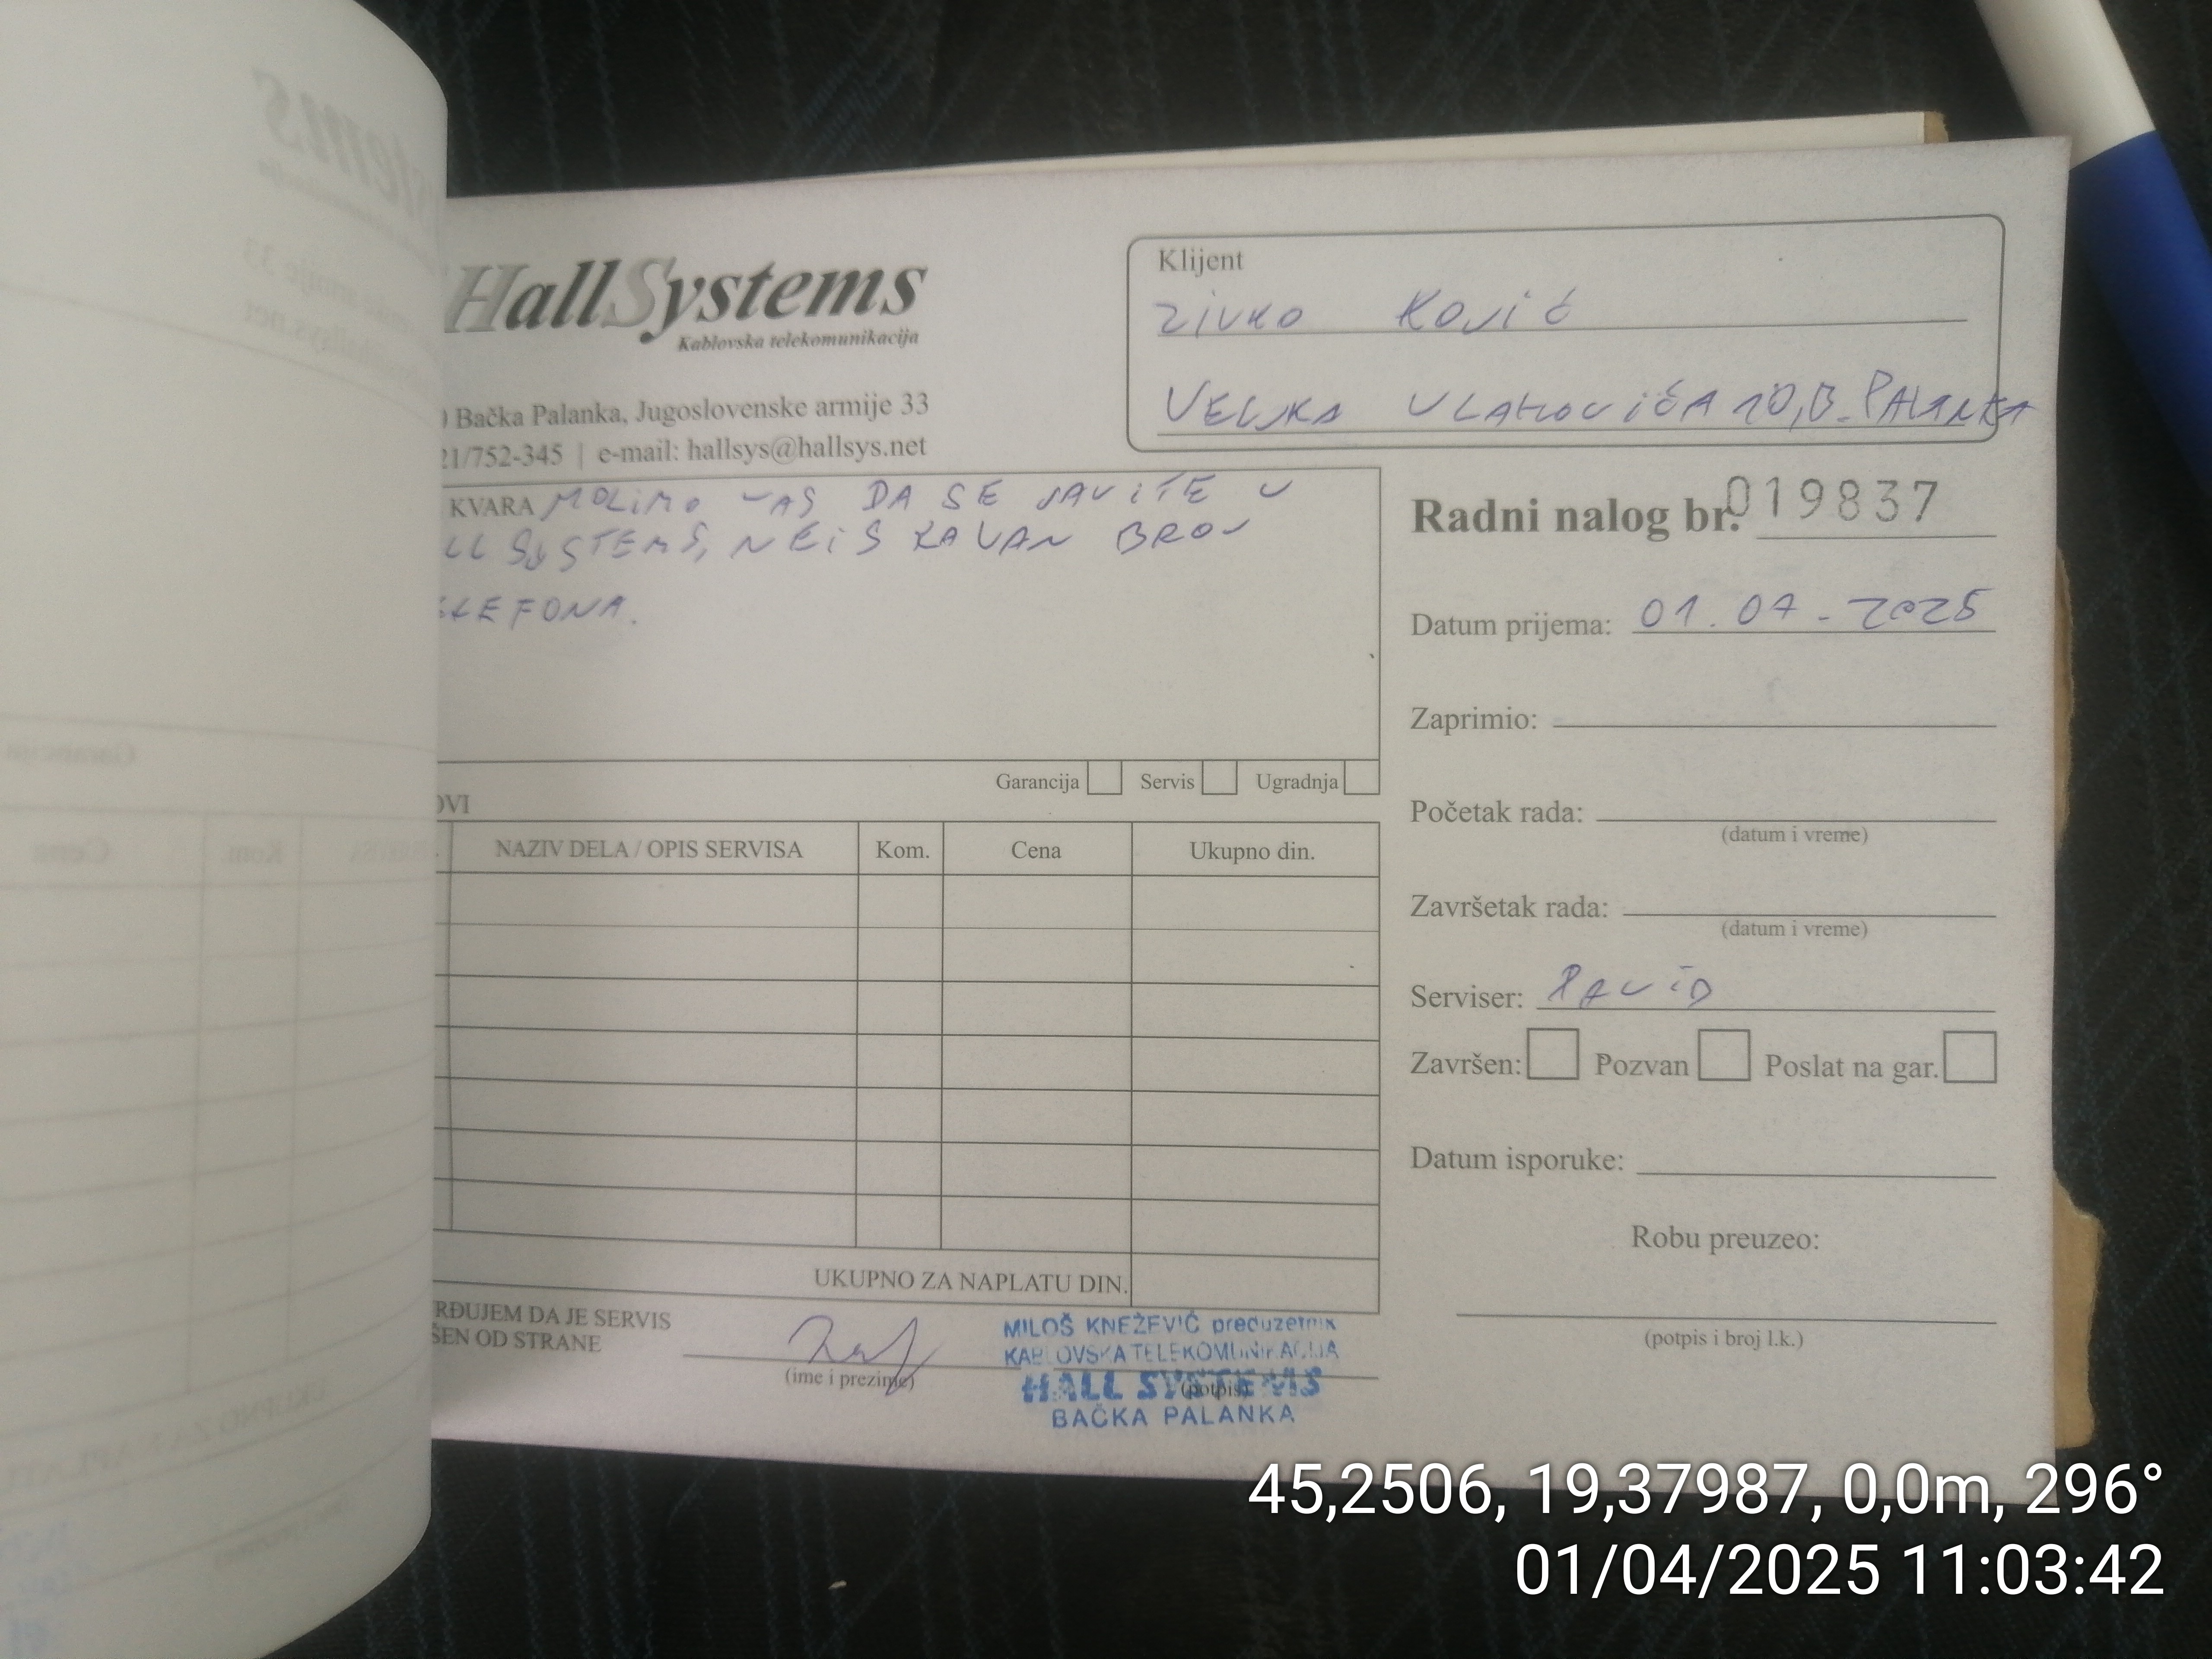 HallSystems
Kablovska telekomunikacija
) Bačka Palanka, Jugoslovenske armije 33
21/752-345 | e-mail: hallsys@hallsys.net
Klijent
ZIVKO KOVIĆ
VELJKA VLAHOVIĆA 10, B. PALANKA
KVARA MOLIMO VAS DA SE JAVITE U
LL SYSTEMS, NEISKAVAN BROJ
ELEFONA.
Garancija Servis Ugradnja
OVI
NAZIV DELA / OPIS SERVISA Kom. Cena Ukupno din.
UKUPNO ZA NAPLATU DIN.
RĐUJEM DA JE SERVIS
ŠEN OD STRANE
(ime i prezime)
(potpis)
MILOŠ KNEŽEVIĆ preduzetnik
KABLOVSKA TELEKOMUNIKACIJA
HALL SYSTEMS
BAČKA PALANKA
Radni nalog br. 019837
Datum prijema: 01.04.2025
Zaprimio:
Početak rada:
(datum i vreme)
Završetak rada:
(datum i vreme)
Serviser: DAVID
Završen: Pozvan Poslat na gar.
Datum isporuke:
Robu preuzeo:
(potpis i broj l.k.)
45,2506, 19,37987, 0,0m, 296°
01/04/2025 11:03:42